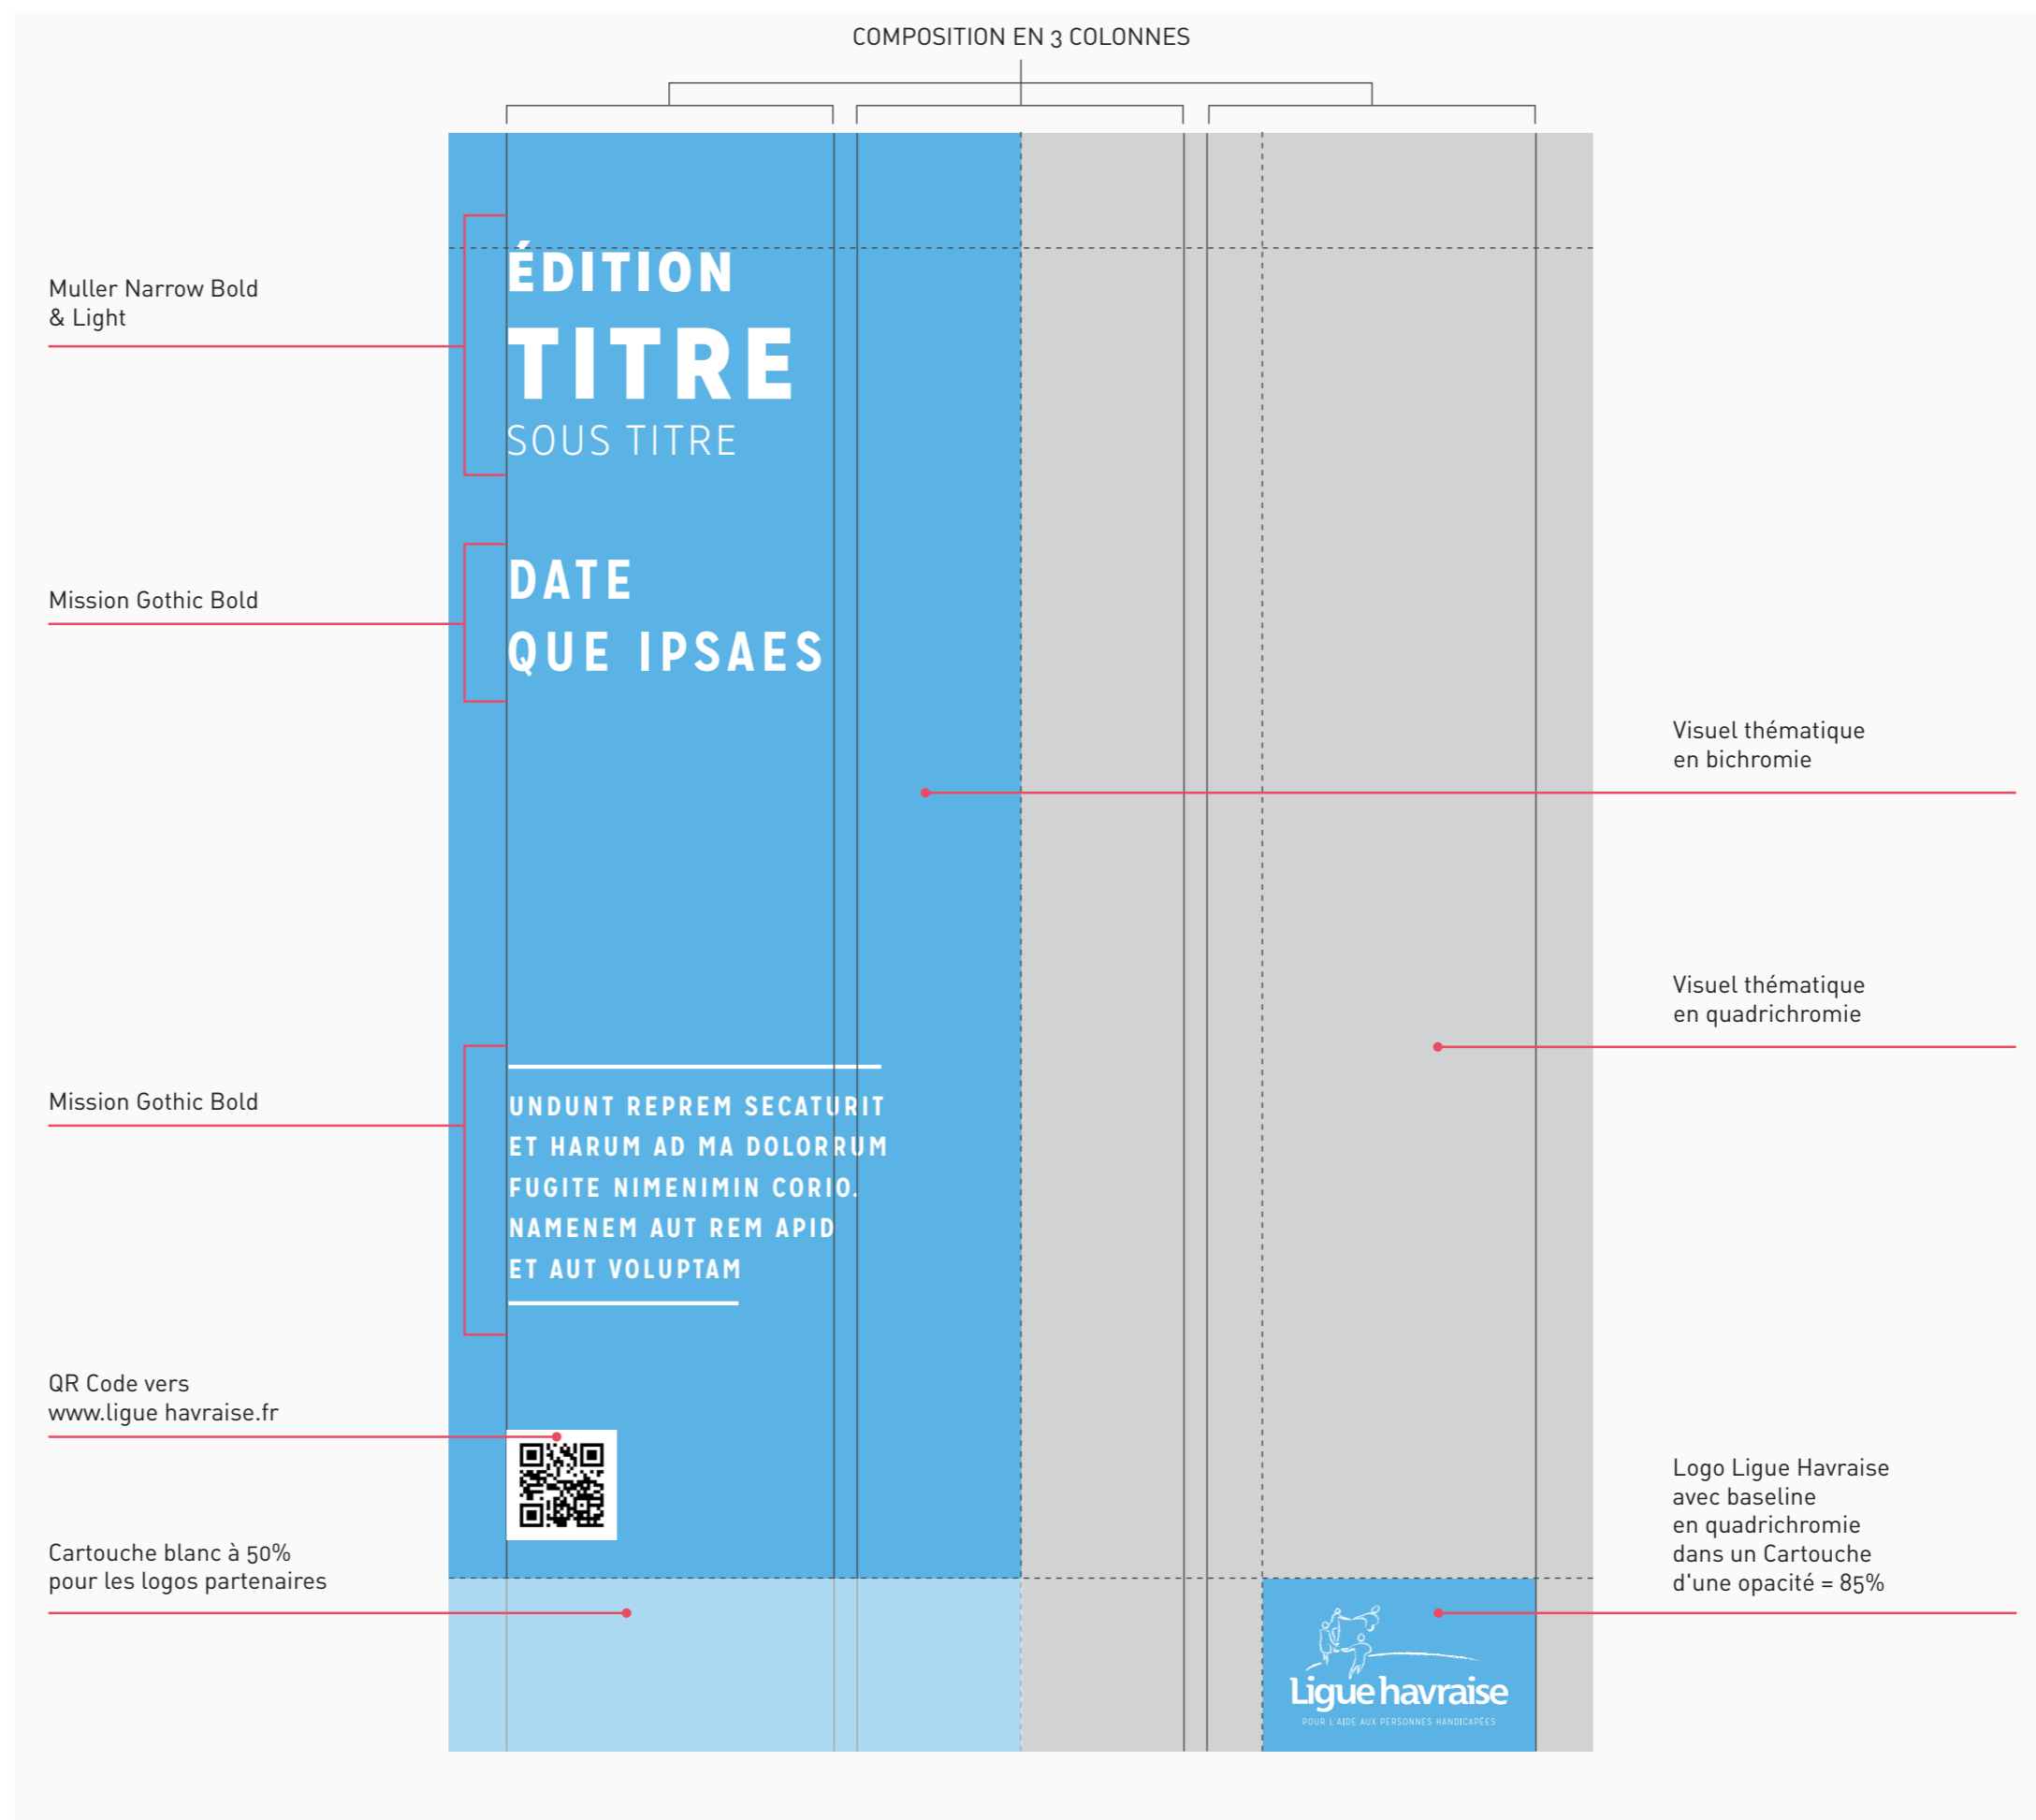 COMPOSITION EN 3 COLONNES
Muller Narrow Bold
& Light
ÉDITION
TITRE
SOUS TITRE
Mission Gothic Bold
DATE
QUE IPSAES
Visuel thématique
en bichromie
Visuel thématique
en quadrichromie
Mission Gothic Bold
UNDUNT REPREM SECATURIT
ET HARUM AD MA DOLORRUM
FUGITE NIMENIMIN CORIO.
NAMENEM AUT REM APID
ET AUT VOLUPTAM
QR Code vers
www.ligue havraise.fr
Cartouche blanc à 50%
pour les logos partenaires
Logo Ligue Havraise
avec baseline
en quadrichromie
dans un Cartouche
d'une opacité = 85%
Ligue havraise
POUR L'AIDE AUX PERSONNES HANDICAPÉES